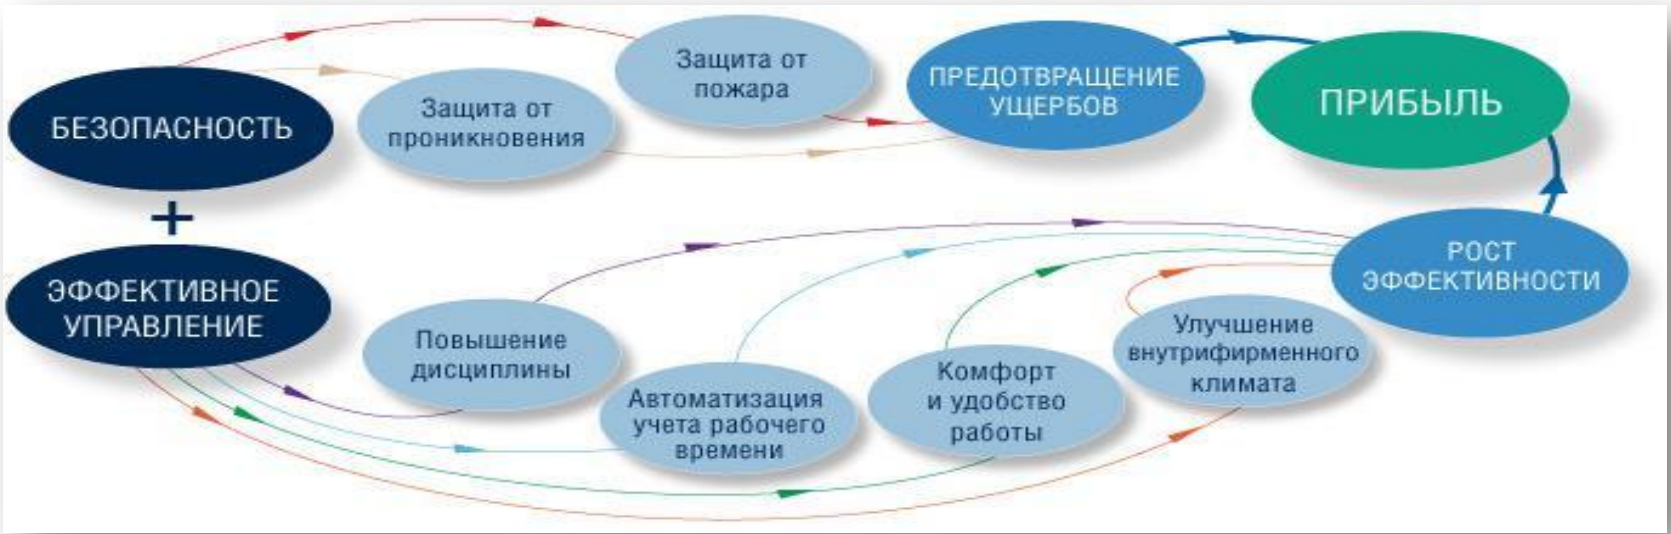 БЕЗОПАСНОСТЬ
Защита от
проникновения
Защита от
пожара
ПРЕДОТВРАЩЕНИЕ
УЩЕРБОВ
ПРИБЫЛЬ
+
ЭФФЕКТИВНОЕ
УПРАВЛЕНИЕ
Повышение
дисциплины
Автоматизация
учета рабочего
времени
Комфорт
и удобство
работы
Улучшение
внутрифирменного
климата
РОСТ
ЭФФЕКТИВНОСТИ